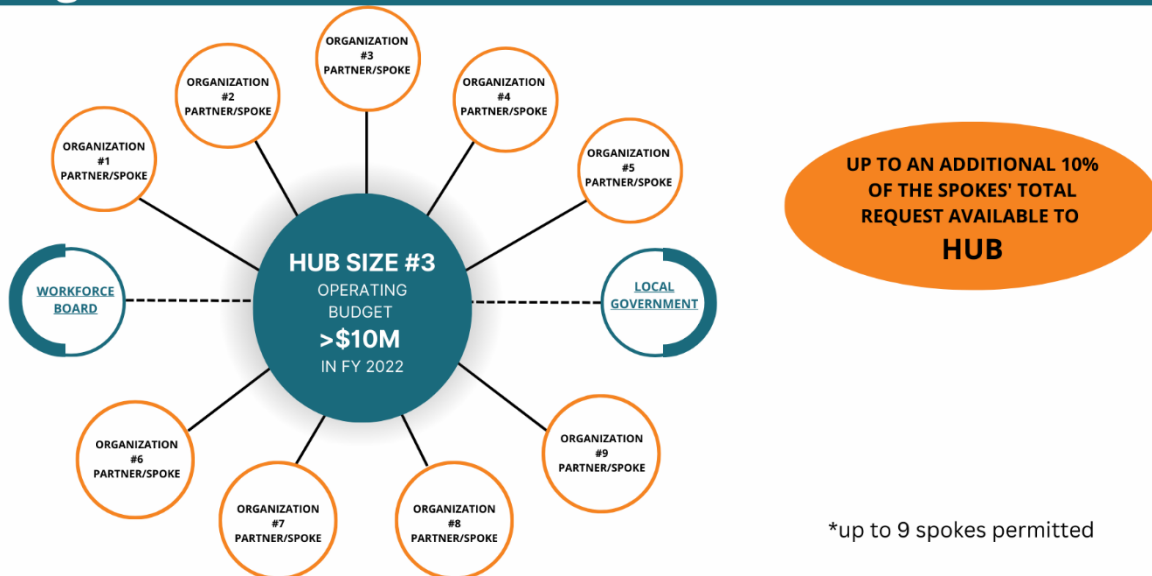 ORGANIZATION
#3
PARTNER/SPOKE
ORGANIZATION
#2
PARTNER/SPOKE
ORGANIZATION
#4
PARTNER/SPOKE
ORGANIZATION
#1
PARTNER/SPOKE
ORGANIZATION
#5
PARTNER/SPOKE
UP TO AN ADDITIONAL 10%
OF THE SPOKES' TOTAL
REQUEST AVAILABLE TO
HUB
HUB SIZE #3
OPERATING
BUDGET
>$10M
IN FY 2022
WORKFORCE
BOARD
LOCAL
GOVERNMENT
ORGANIZATION
#6
PARTNER/SPOKE
ORGANIZATION
#9
PARTNER/SPOKE
ORGANIZATION
#7
PARTNER/SPOKE
ORGANIZATION
#8
PARTNER/SPOKE
*up to 9 spokes permitted